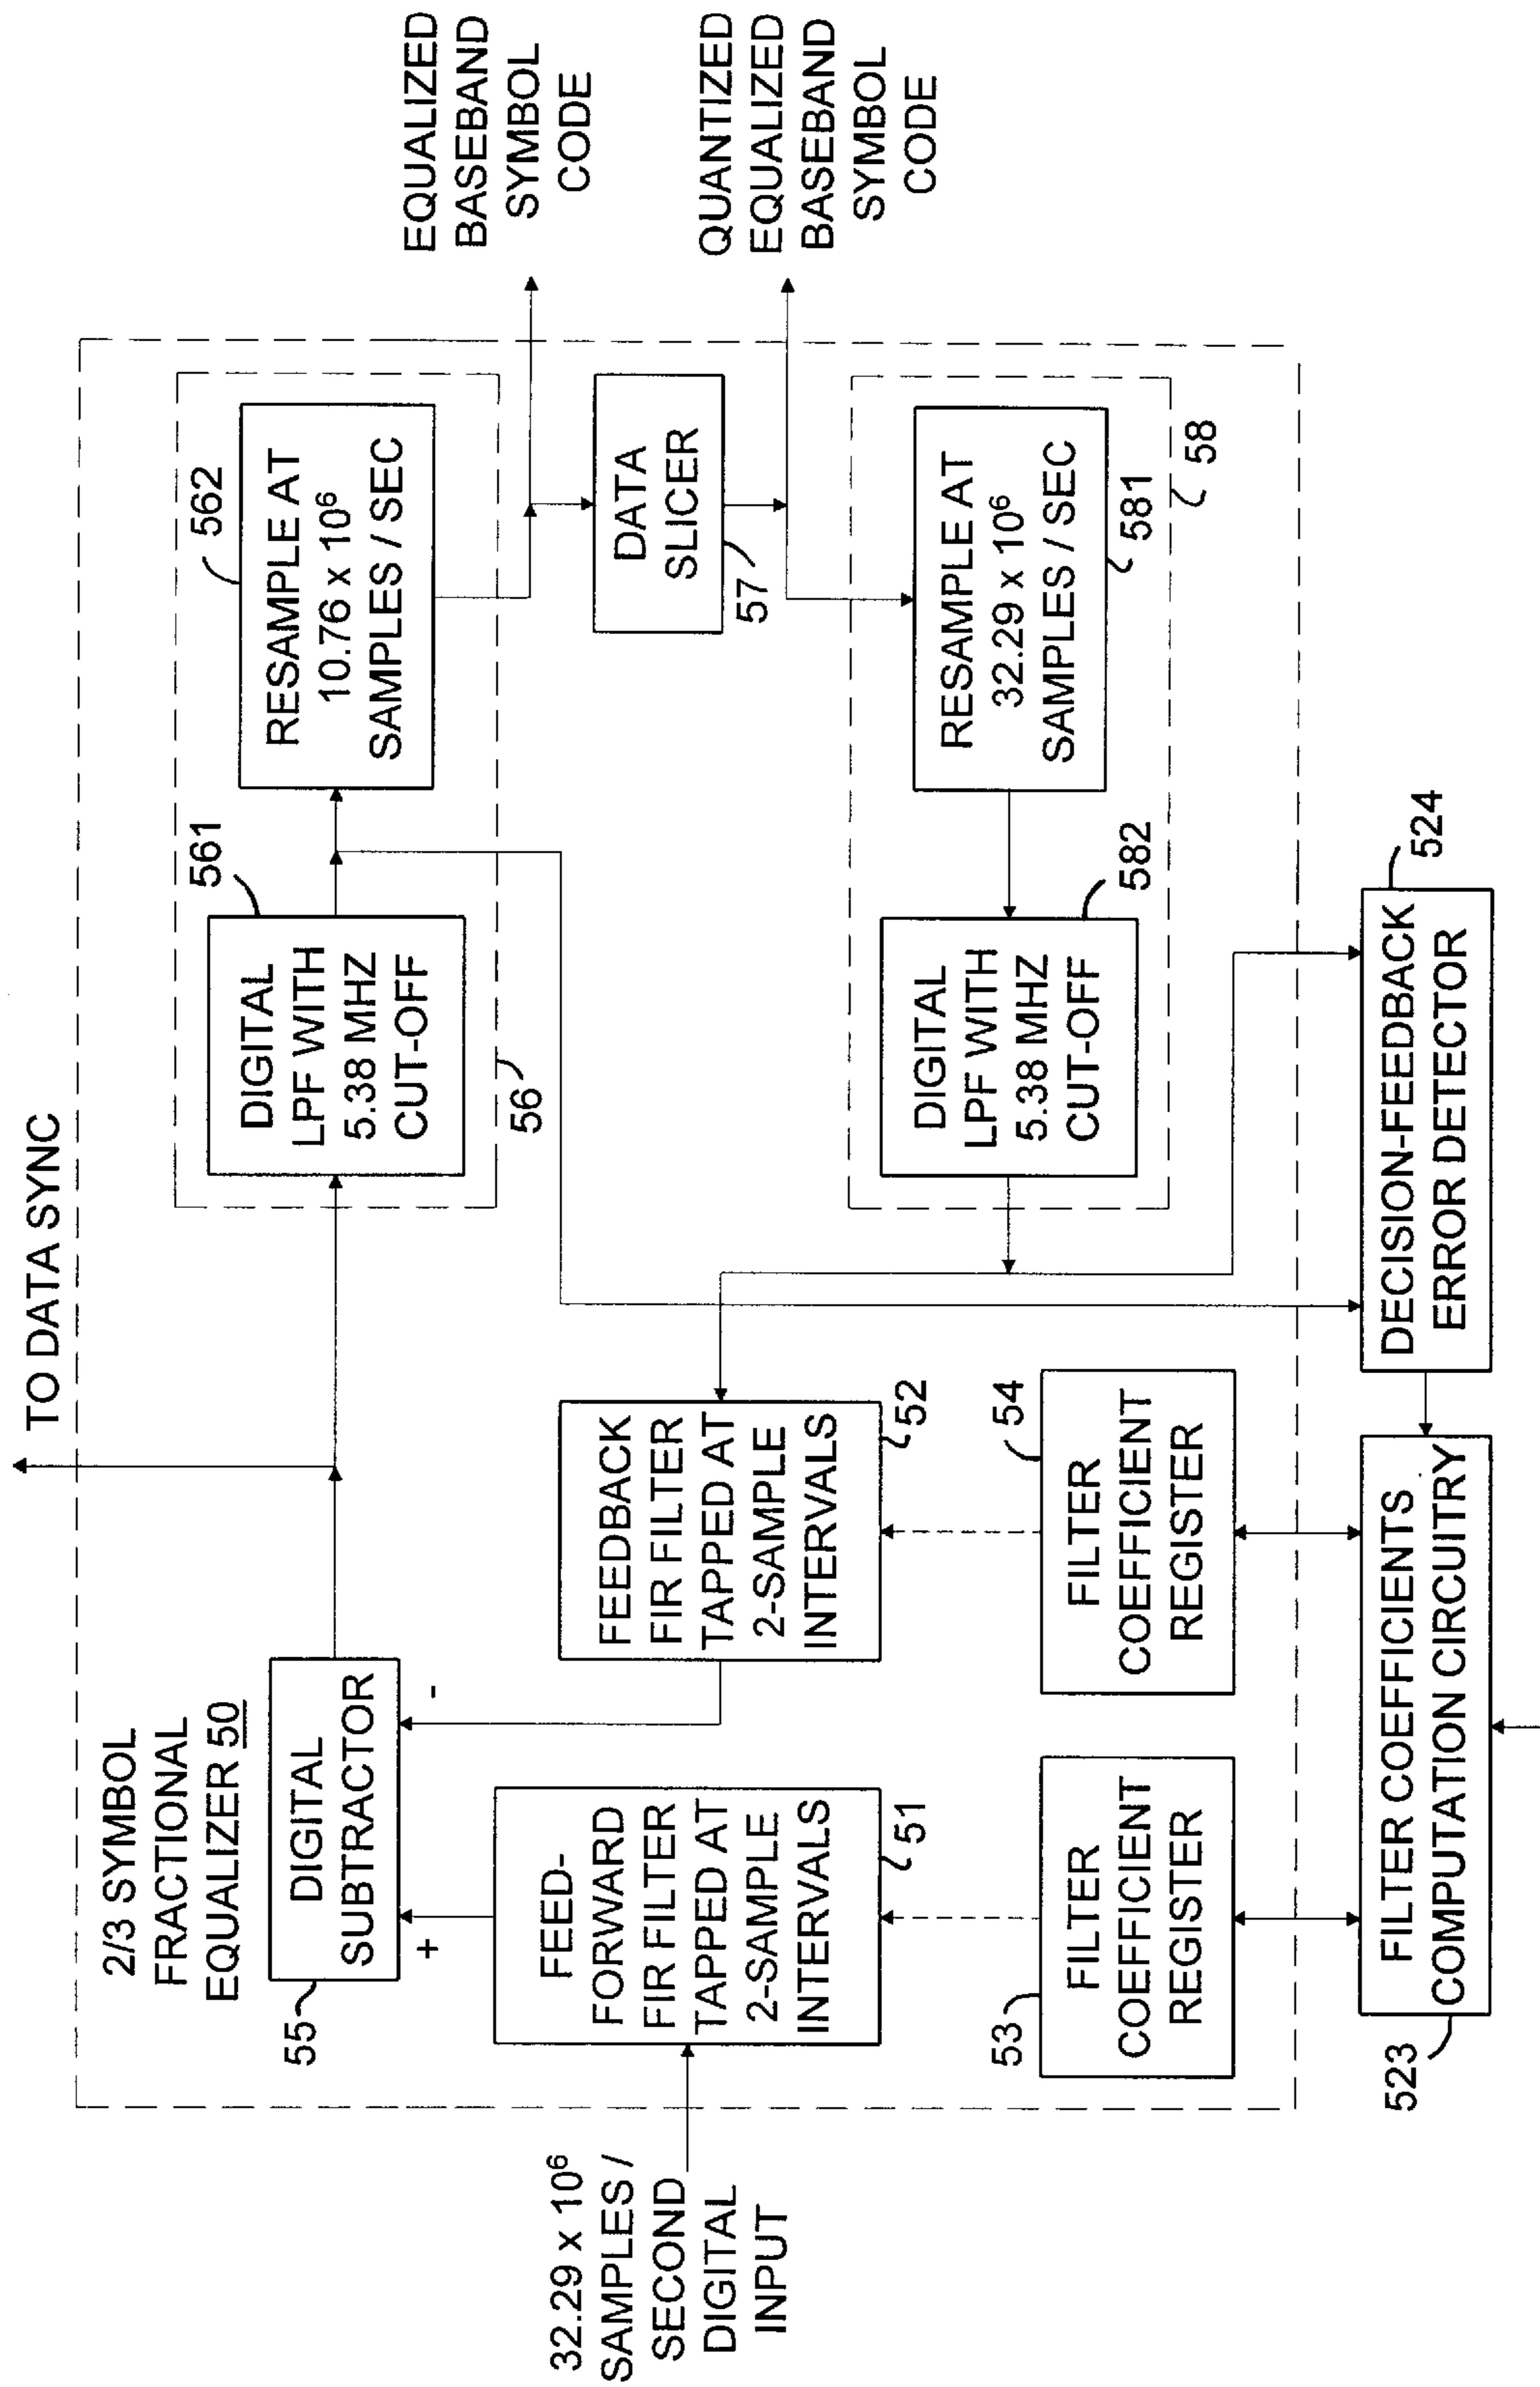 TO DATA SYNC
2/3 SYMBOL
FRACTIONAL
EQUALIZER 50
55
DIGITAL
SUBTRACTOR
+
-
561
DIGITAL
LPF WITH
5.38 MHZ
CUT-OFF
56
562
RESAMPLE AT
10.76 x 10⁶
SAMPLES / SEC
EQUALIZED
BASEBAND
SYMBOL
CODE
32.29 x 10⁶
SAMPLES /
SECOND
DIGITAL
INPUT
FEED-
FORWARD
FIR FILTER
TAPPED AT
2-SAMPLE
INTERVALS
51
FEEDBACK
FIR FILTER
TAPPED AT
2-SAMPLE
INTERVALS
52
DATA
SLICER
57
QUANTIZED
EQUALIZED
BASEBAND
SYMBOL
CODE
53
FILTER
COEFFICIENT
REGISTER
54
FILTER
COEFFICIENT
REGISTER
DIGITAL
LPF WITH
5.38 MHZ
CUT-OFF
582
RESAMPLE AT
32.29 x 10⁶
SAMPLES / SEC
581
58
523
FILTER COEFFICIENTS
COMPUTATION CIRCUITRY
DECISION-FEEDBACK
ERROR DETECTOR
524